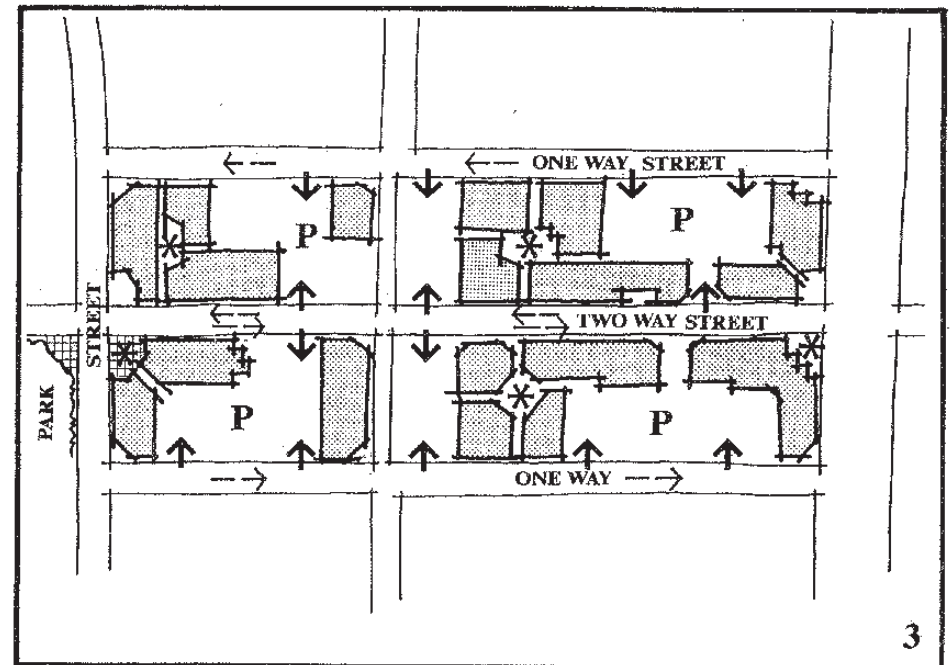 ONE WAY STREET
P
P
STREET
TWO WAY STREET
PARK
P
P
ONE WAY
3